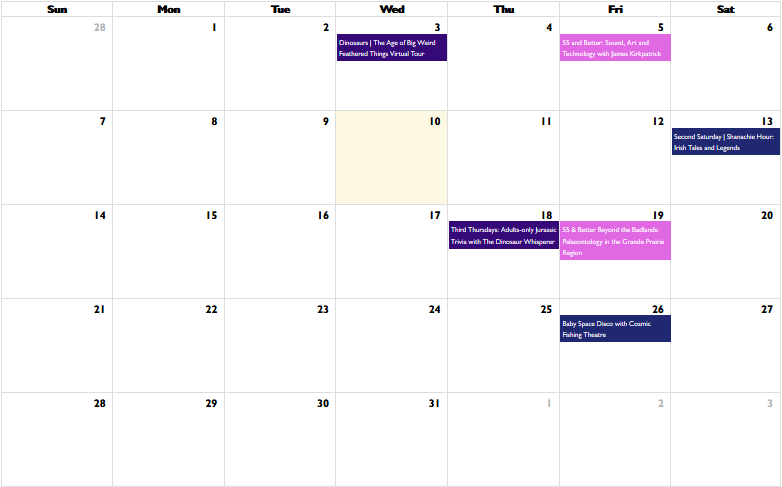 Sun Mon Tue Wed Thu Fri Sat
28 1 2 3 4 5 6
Dinosaurs | The Age of Big Weird
Feathered Things Virtual Tour
55 and Better: Sound, Art and
Technology with James Kirkpatrick
7 8 9 10 11 12 13
Second Saturday | Shanachie Hour:
Irish Tales and Legends
14 15 16 17 18 19 20
Third Thursdays: Adults-only Jurassic
Trivia with The Dinosaur Whisperer
55 & Better Beyond the Badlands:
Palaeontology in the Grande Prairie
Region
21 22 23 24 25 26 27
Baby Space Disco with Cosmic
Fishing Theatre
28 29 30 31 1 2 3